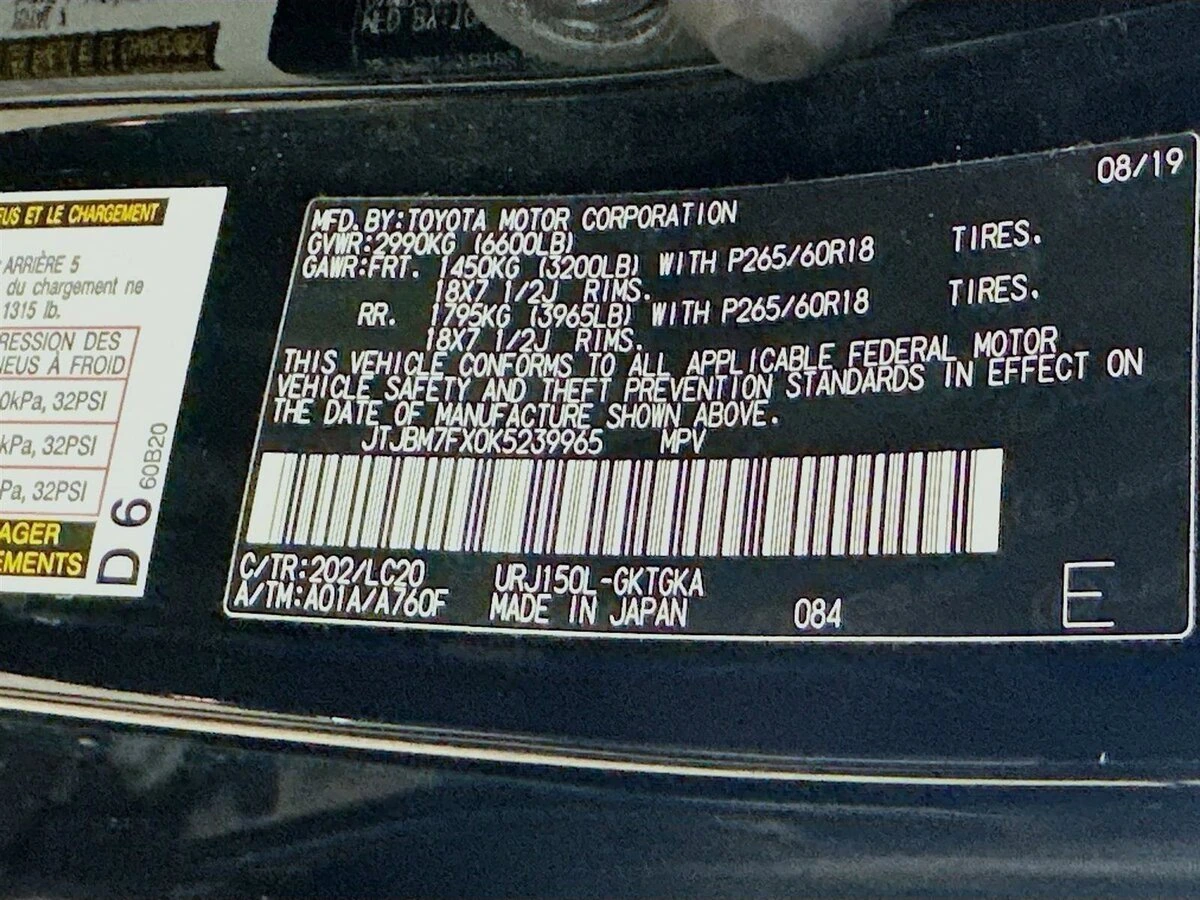 08/19
MFD.BY:TOYOTA MOTOR CORPORATION
GVWR:2990KG (6600LB)
GAWR:FRT. 1450KG (3200LB) WITH P265/60R18 TIRES.
18X7 1/2J RIMS.
RR. 1795KG (3965LB) WITH P265/60R18 TIRES.
18X7 1/2J RIMS.
THIS VEHICLE CONFORMS TO ALL APPLICABLE FEDERAL MOTOR
VEHICLE SAFETY AND THEFT PREVENTION STANDARDS IN EFFECT ON
THE DATE OF MANUFACTURE SHOWN ABOVE.
JTJBM7FX0K5239965 MPV
C/TR:202/LC20 URJ150L-GKTGKA
A/TM:A01A/A760F MADE IN JAPAN 084 E
EUS ET LE CHARGEMENT
ARRIÈRE 5
du chargement ne
1315 lb.
RESSION DES
NEUS À FROID
0kPa, 32PSI
kPa, 32PSI
Pa, 32PSI
AGER
EMENTS
D6 60B20